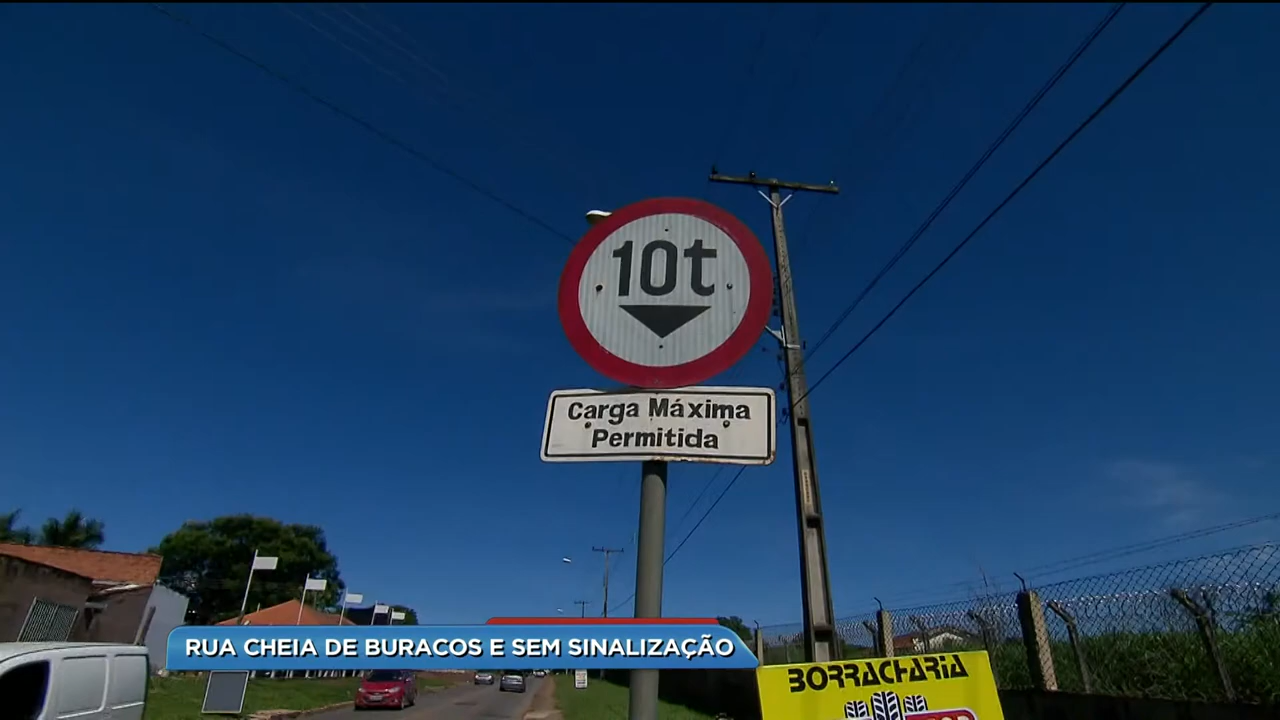 10t
Carga Máxima
Permitida
RUA CHEIA DE BURACOS E SEM SINALIZAÇÃO
BORRACHARIA